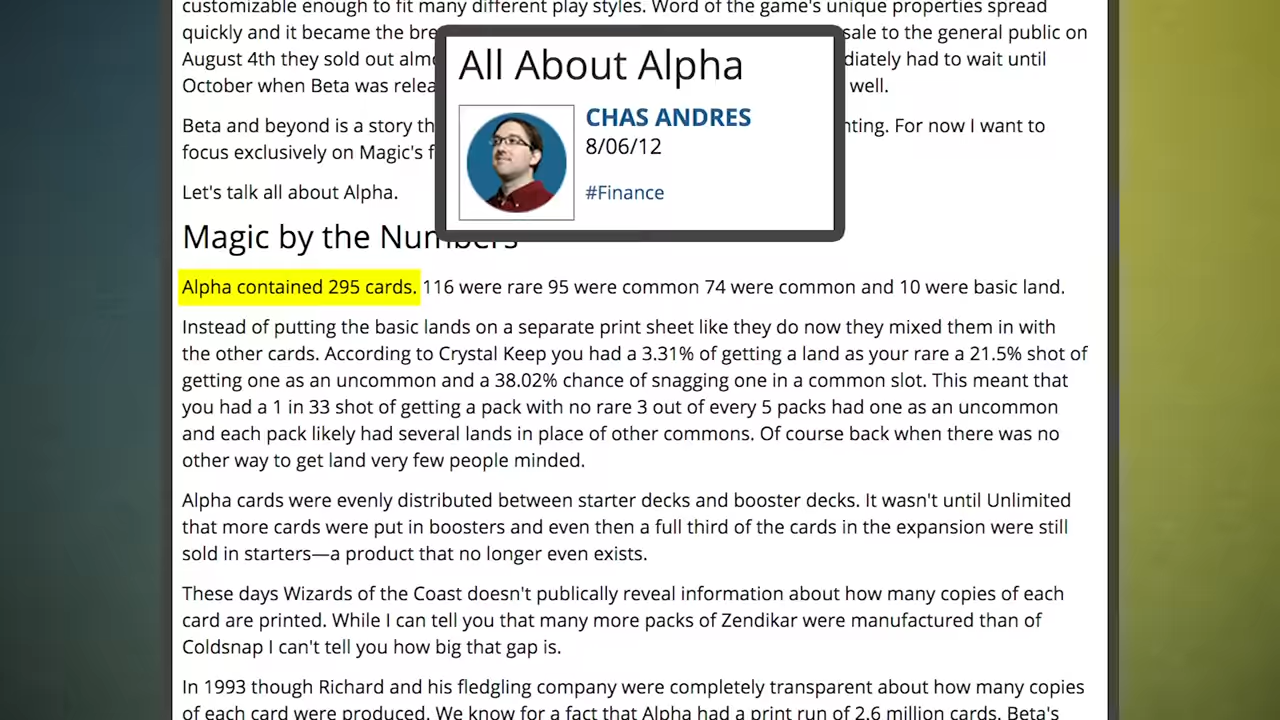 customizable enough to fit many different play styles. Word of the game's unique properties spread
quickly and it became the bre sale to the general public on
August 4th they sold out almo diately had to wait until
October when Beta was relea well.
All About Alpha
CHAS ANDRES
8/06/12
#Finance
Beta and beyond is a story th nting. For now I want to
focus exclusively on Magic's f
Let's talk all about Alpha.
Magic by the Numbers
Alpha contained 295 cards. 116 were rare 95 were common 74 were common and 10 were basic land.
Instead of putting the basic lands on a separate print sheet like they do now they mixed them in with
the other cards. According to Crystal Keep you had a 3.31% of getting a land as your rare a 21.5% shot of
getting one as an uncommon and a 38.02% chance of snagging one in a common slot. This meant that
you had a 1 in 33 shot of getting a pack with no rare 3 out of every 5 packs had one as an uncommon
and each pack likely had several lands in place of other commons. Of course back when there was no
other way to get land very few people minded.
Alpha cards were evenly distributed between starter decks and booster decks. It wasn't until Unlimited
that more cards were put in boosters and even then a full third of the cards in the expansion were still
sold in starters—a product that no longer even exists.
These days Wizards of the Coast doesn't publically reveal information about how many copies of each
card are printed. While I can tell you that many more packs of Zendikar were manufactured than of
Coldsnap I can't tell you how big that gap is.
In 1993 though Richard and his fledgling company were completely transparent about how many copies
of each card were produced. We know for a fact that Alpha had a print run of 2.6 million cards. Beta's